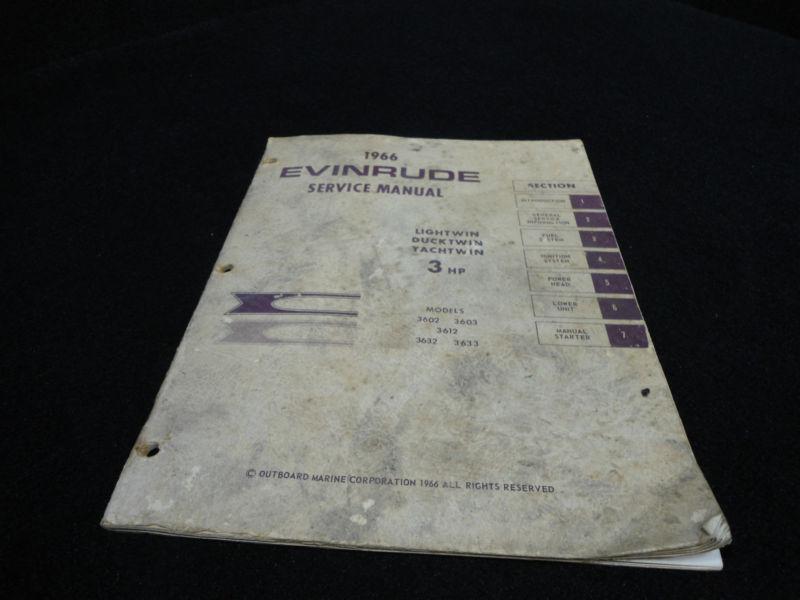 1966
EVINRUDE
SERVICE MANUAL
LIGHTWIN
DUCKTWIN
YACHTWIN
3 HP
MODELS
3602 3603
3612
3632 3633
SECTION
INTRODUCTION 1
GENERAL
SERVICE
INFORMATION 2
FUEL
SYSTEM 3
IGNITION
SYSTEM 4
POWER
HEAD 5
LOWER
UNIT 6
MANUAL
STARTER 7
© OUTBOARD MARINE CORPORATION 1966 ALL RIGHTS RESERVED